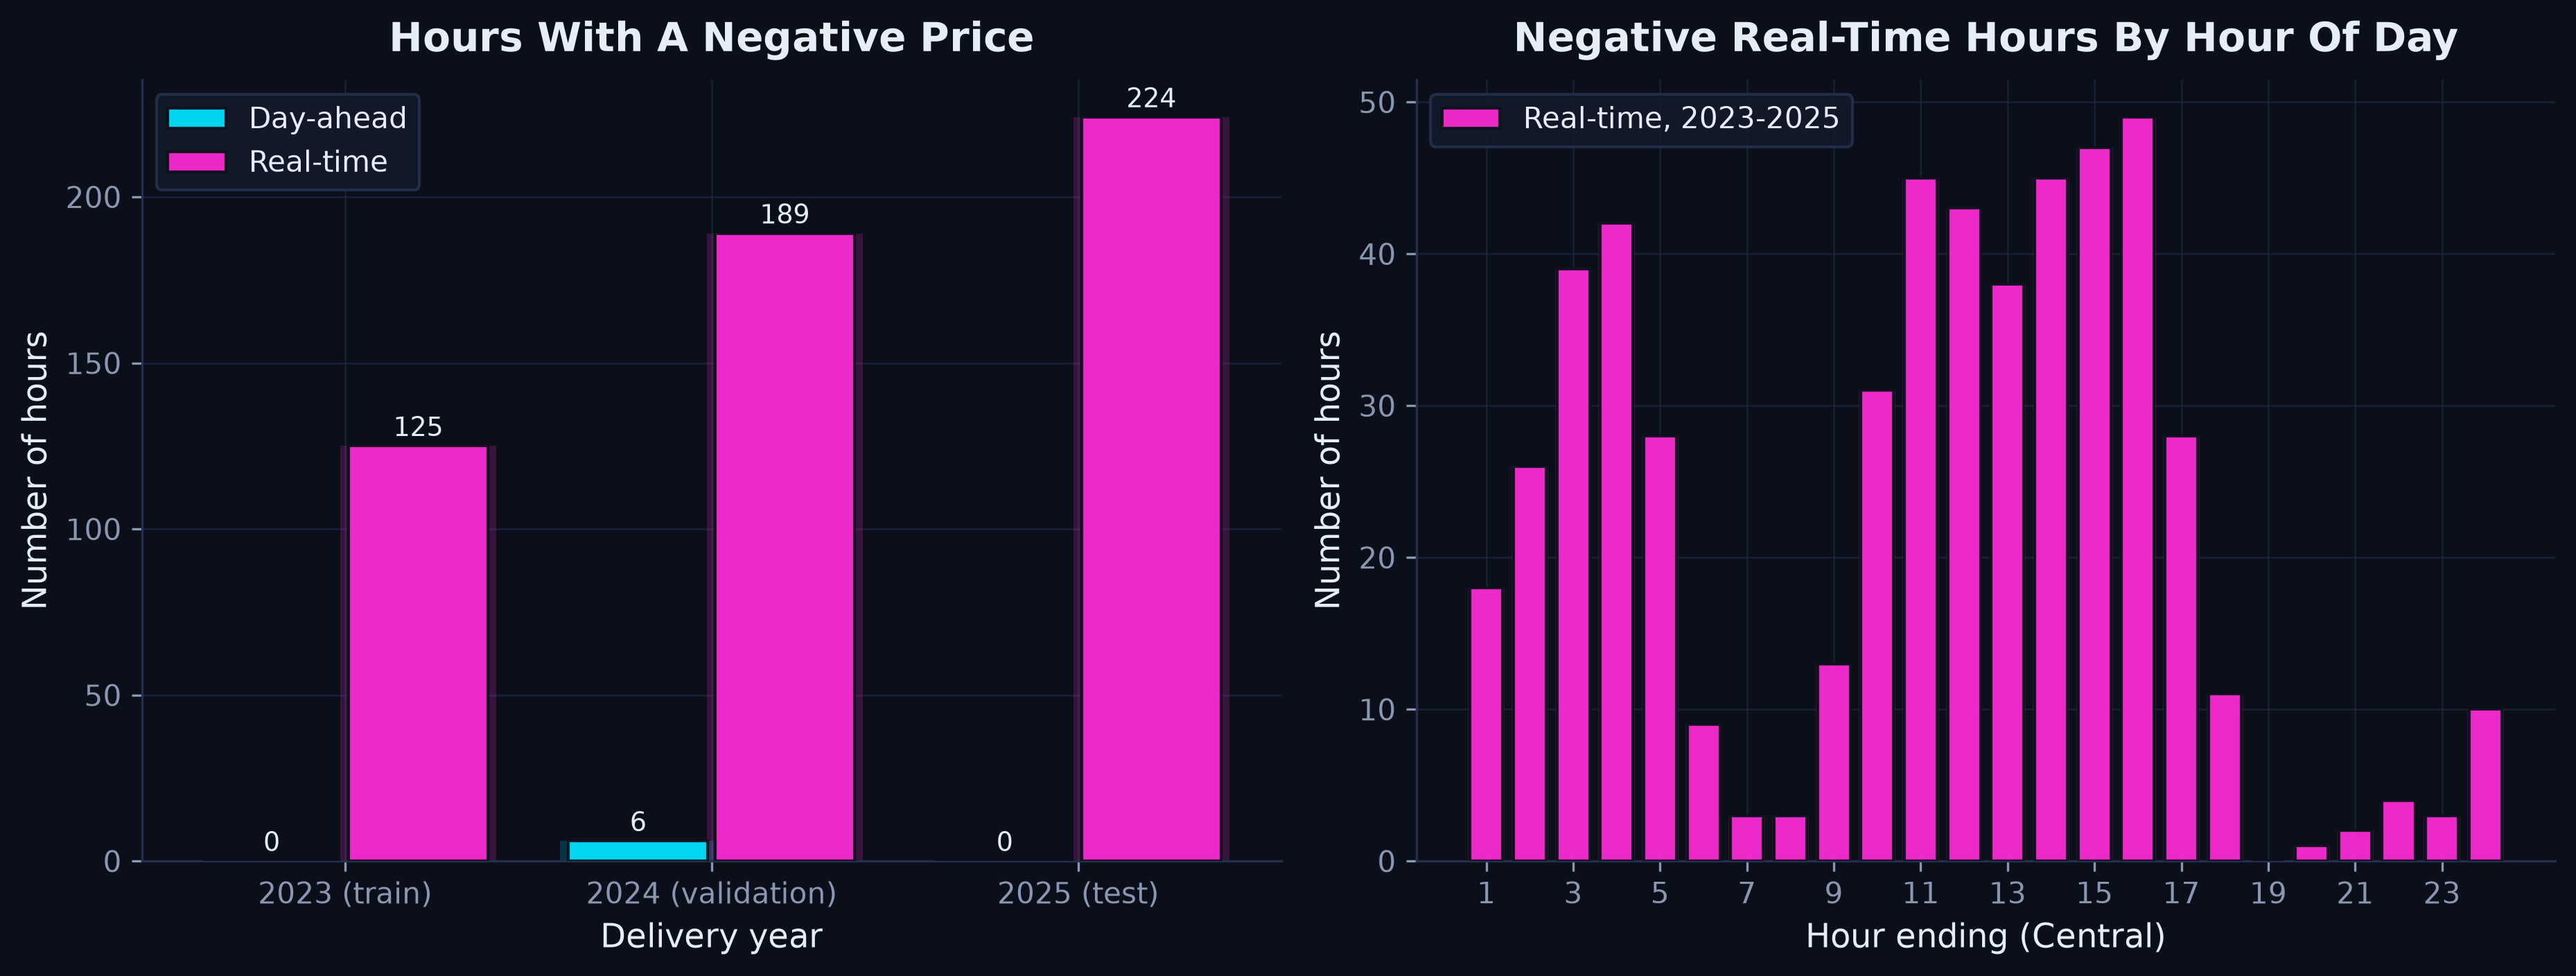 Hours With A Negative Price
Day-ahead
Real-time
Number of hours
200
150
100
50
0
0
125
6
189
0
224
2023 (train)
2024 (validation)
2025 (test)
Delivery year
Negative Real-Time Hours By Hour Of Day
Real-time, 2023-2025
Number of hours
50
40
30
20
10
0
1
3
5
7
9
11
13
15
17
19
21
23
Hour ending (Central)